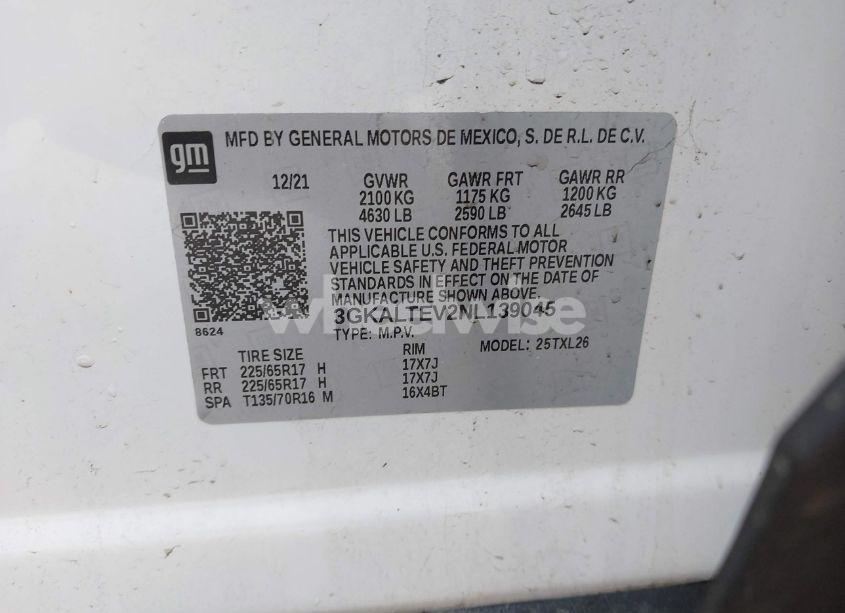 gm
MFD BY GENERAL MOTORS DE MEXICO, S. DE R.L. DE C.V.
12/21 GVWR GAWR FRT GAWR RR
2100 KG 1175 KG 1200 KG
4630 LB 2590 LB 2645 LB
THIS VEHICLE CONFORMS TO ALL
APPLICABLE U.S. FEDERAL MOTOR
VEHICLE SAFETY AND THEFT PREVENTION
STANDARDS IN EFFECT ON THE DATE OF
MANUFACTURE SHOWN ABOVE.
3GKALTEV2NL139045
8624
TYPE: M.P.V. MODEL: 25TXL26
TIRE SIZE RIM
FRT 225/65R17 H 17X7J
RR 225/65R17 H 17X7J
SPA T135/70R16 M 16X4BT